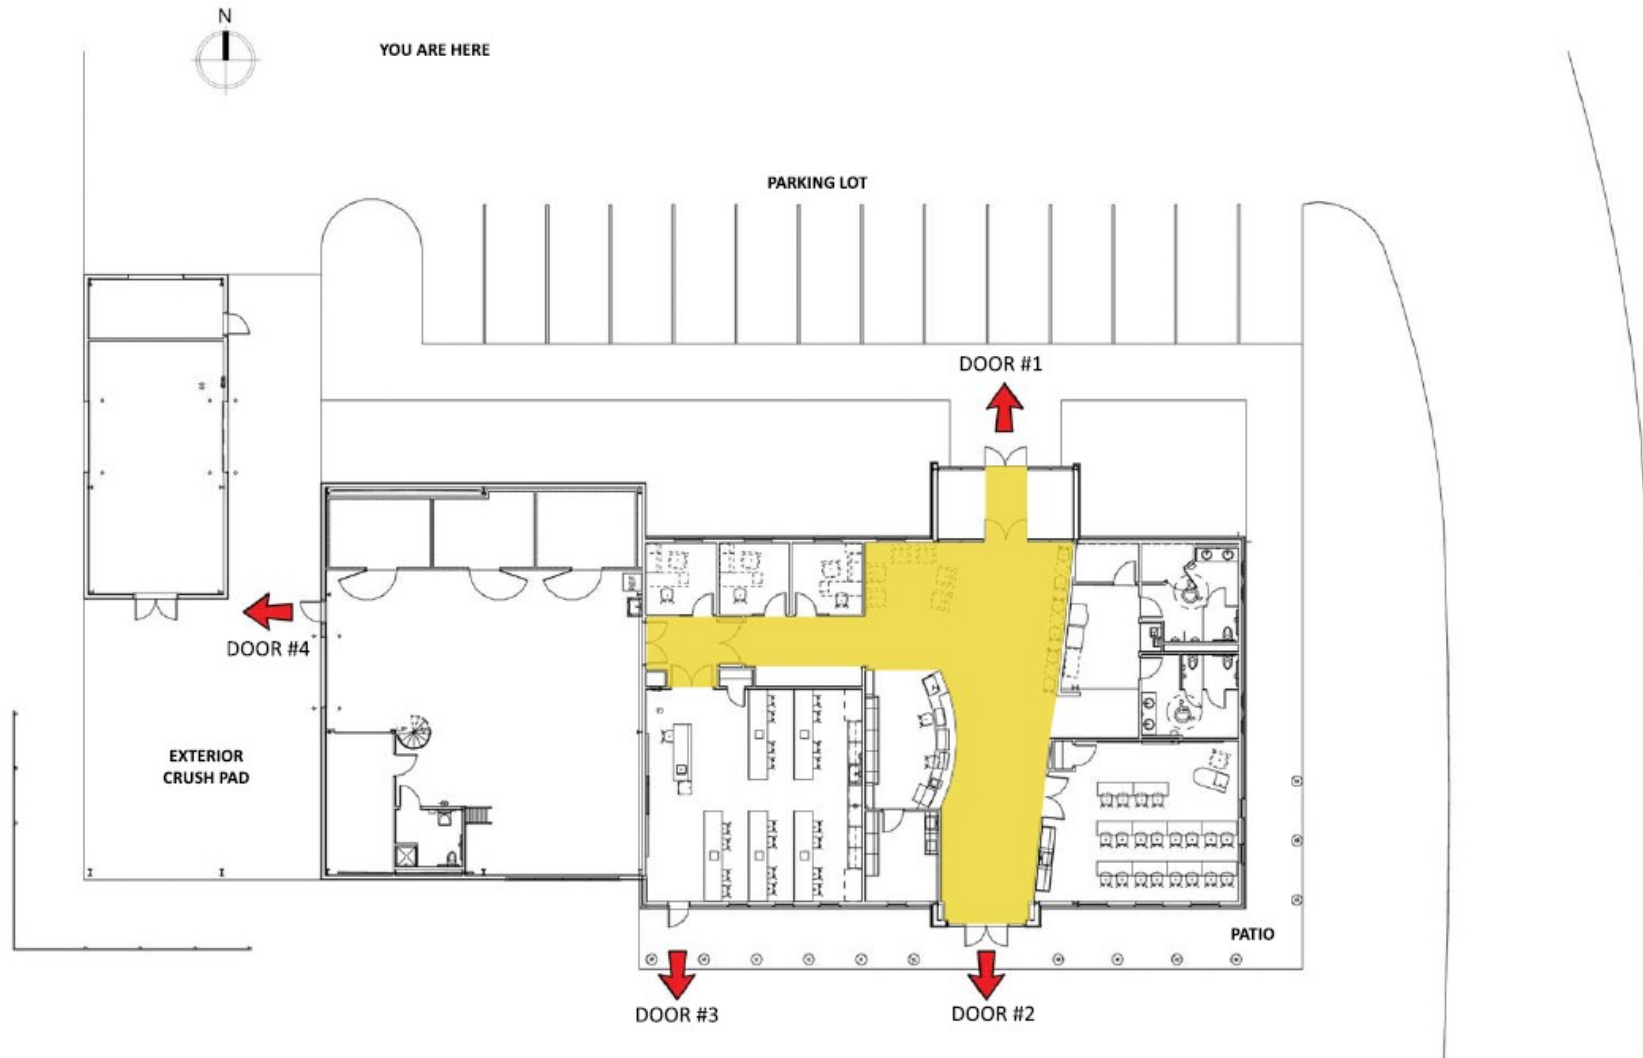 N
YOU ARE HERE
PARKING LOT
DOOR #1
DOOR #4
EXTERIOR
CRUSH PAD
PATIO
DOOR #3
DOOR #2